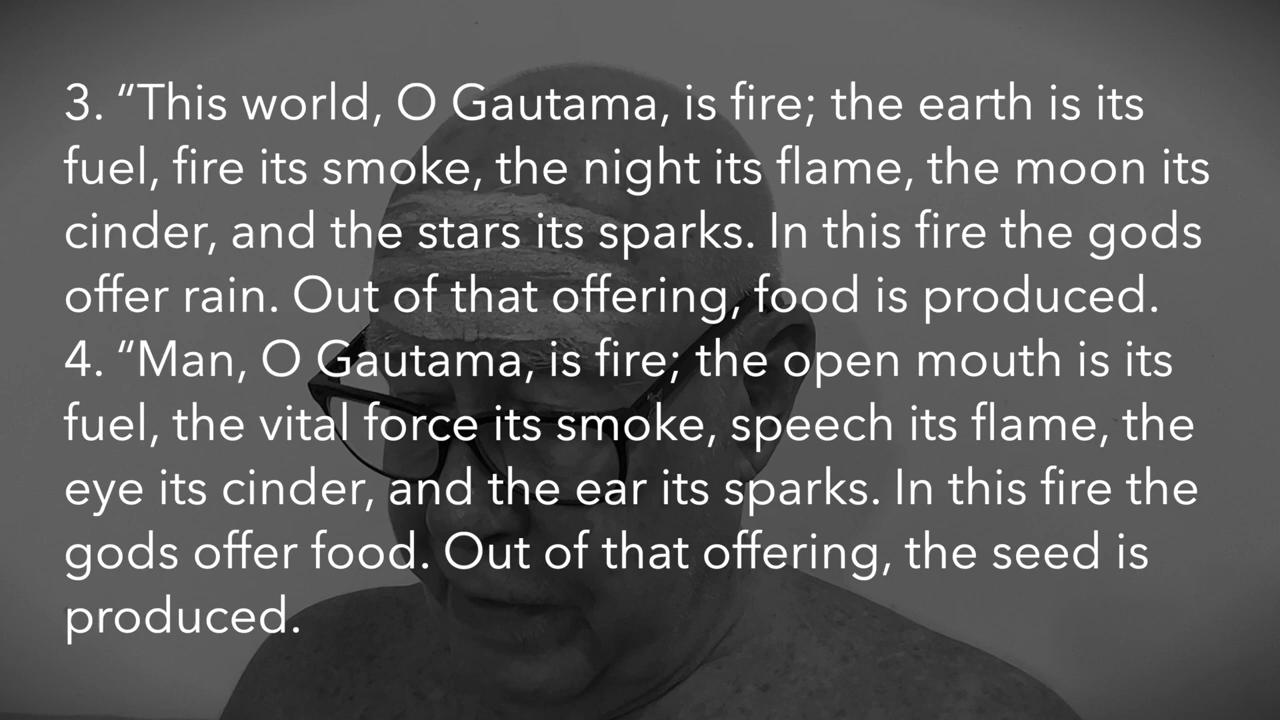 3. “This world, O Gautama, is fire; the earth is its
fuel, fire its smoke, the night its flame, the moon its
cinder, and the stars its sparks. In this fire the gods
offer rain. Out of that offering, food is produced.
4. “Man, O Gautama, is fire; the open mouth is its
fuel, the vital force its smoke, speech its flame, the
eye its cinder, and the ear its sparks. In this fire the
gods offer food. Out of that offering, the seed is
produced.